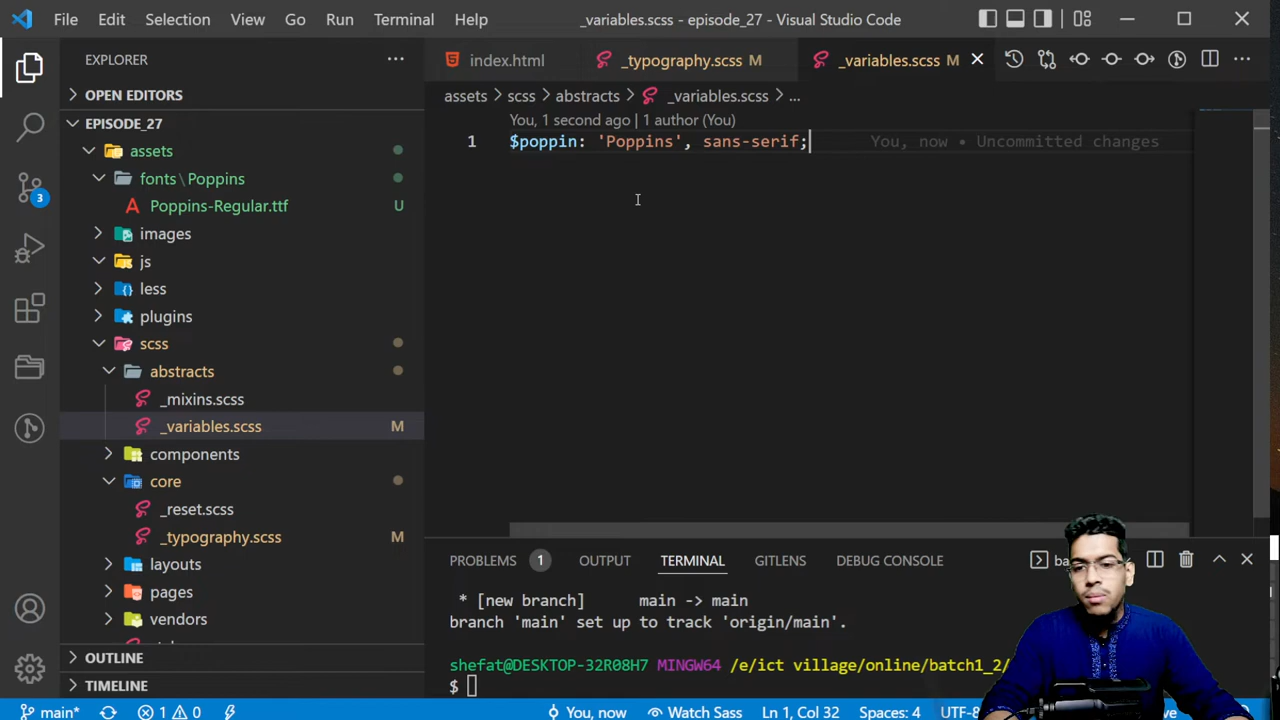 File Edit Selection View Go Run Terminal Help _variables.scss - episode_27 - Visual Studio Code
EXPLORER
OPEN EDITORS
EPISODE_27
assets
fonts\Poppins
Poppins-Regular.ttf U
images
js
less
plugins
scss
abstracts
_mixins.scss
_variables.scss M
components
core
_reset.scss
_typography.scss M
layouts
pages
vendors
OUTLINE
TIMELINE
3
index.html _typography.scss M _variables.scss M
assets > scss > abstracts > _variables.scss > ...
You, 1 second ago | 1 author (You)
1 $poppin: 'Poppins', sans-serif; You, now • Uncommitted changes
PROBLEMS 1 OUTPUT TERMINAL GITLENS DEBUG CONSOLE
* [new branch] main -> main
branch 'main' set up to track 'origin/main'.
shefat@DESKTOP-32R08H7 MINGW64 /e/ict village/online/batch1_2/
$
main* 1 0 You, now Watch Sass Ln 1, Col 32 Spaces: 4